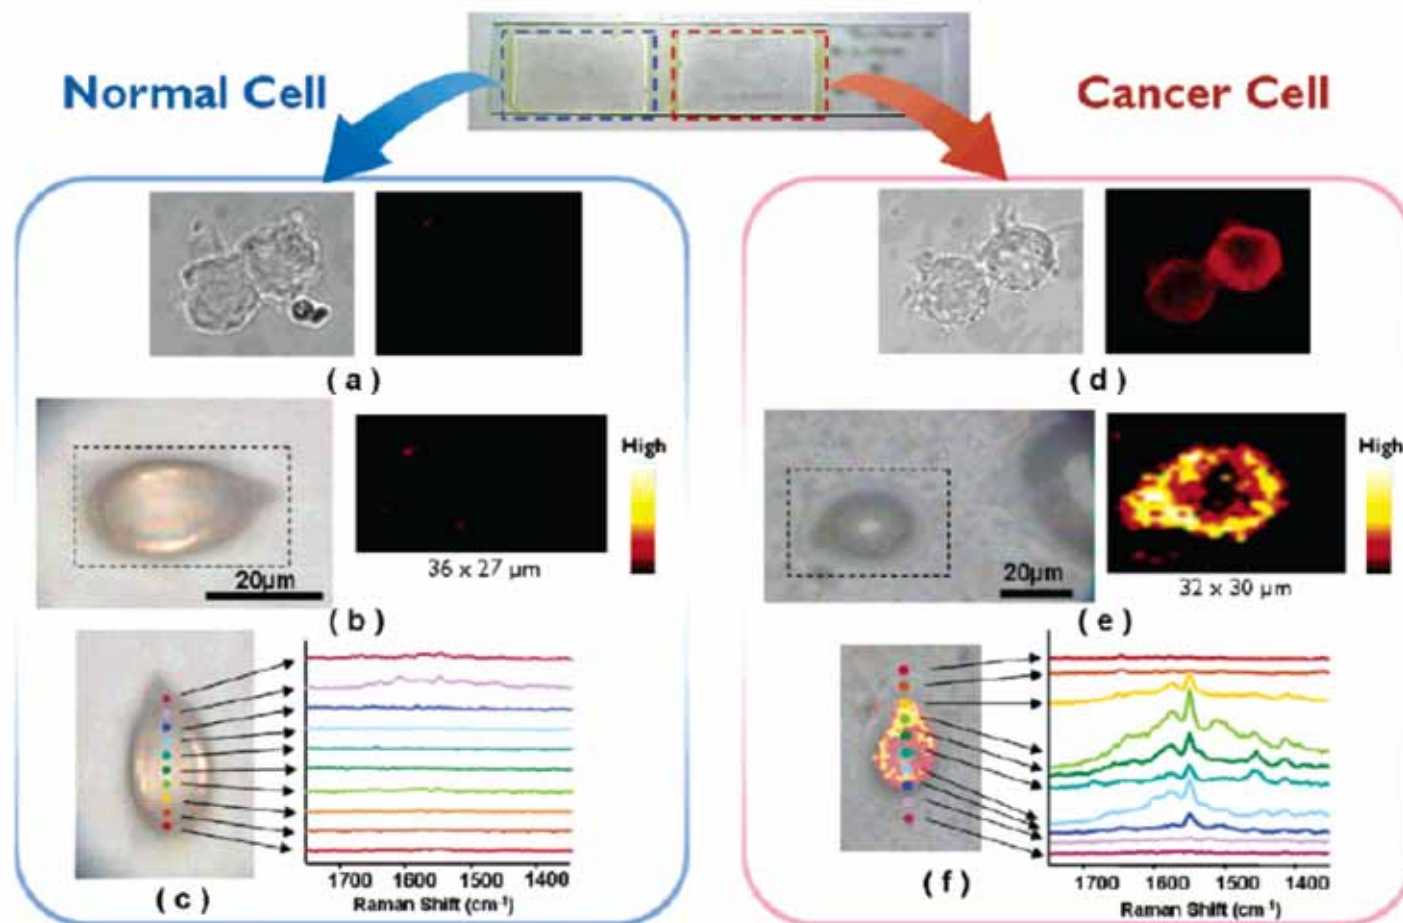 Normal Cell
Cancer Cell
( a )
( d )
High
20µm
36 x 27 µm
( b )
High
20µm
32 x 30 µm
( e )
1700 1600 1500 1400
Raman Shift (cm⁻¹)
( c )
1700 1600 1500 1400
Raman Shift (cm⁻¹)
( f )